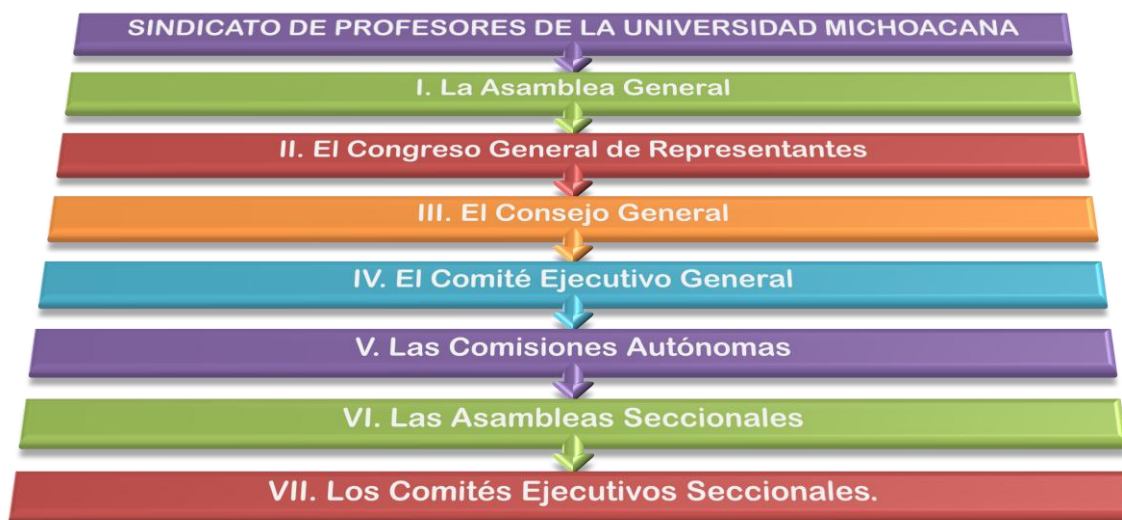 SINDICATO DE PROFESORES DE LA UNIVERSIDAD MICHOACANA
I. La Asamblea General
II. El Congreso General de Representantes
III. El Consejo General
IV. El Comité Ejecutivo General
V. Las Comisiones Autónomas
VI. Las Asambleas Seccionales
VII. Los Comités Ejecutivos Seccionales.